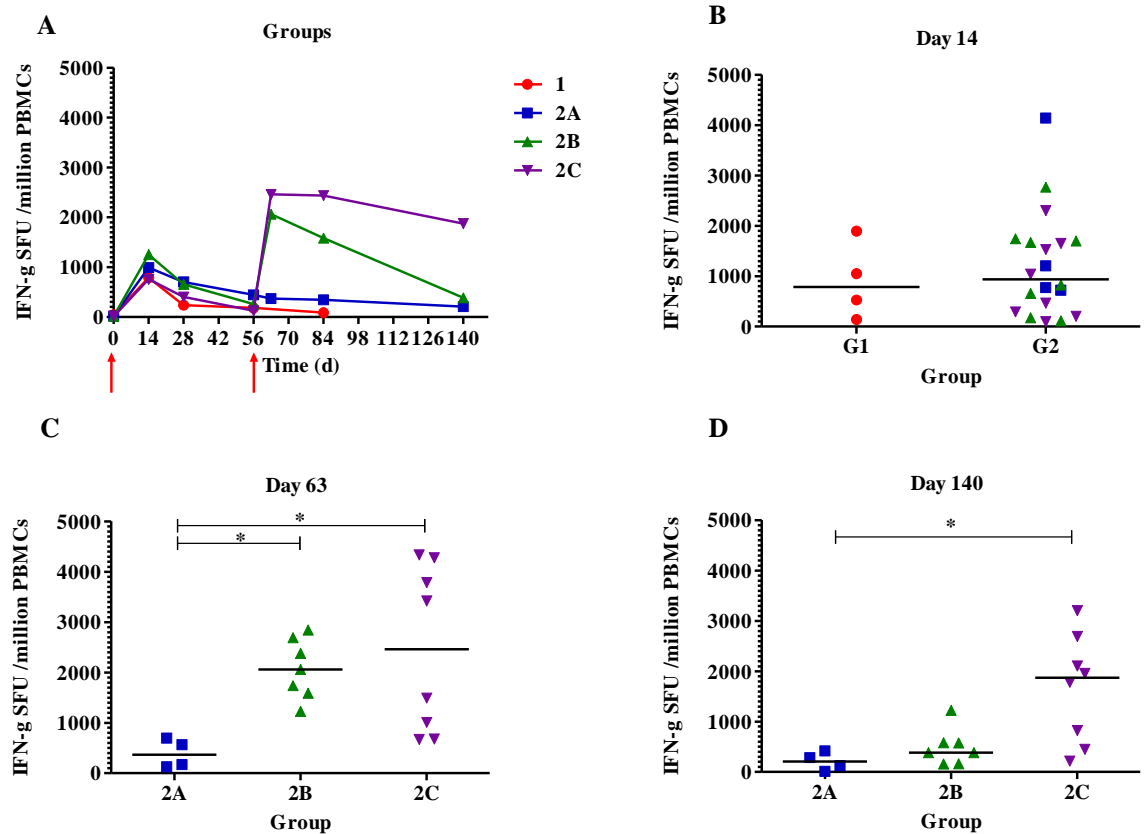 A
Groups
IFN-g SFU /million PBMCs
5000
4000
3000
2000
1000
0
0 14 28 42 56 70 84 98 112 126 140
Time (d)
1
2A
2B
2C
B
Day 14
IFN-g SFU /million PBMCs
5000
4000
3000
2000
1000
0
G1 G2
Group
C
Day 63
IFN-g SFU /million PBMCs
5000
4000
3000
2000
1000
0
*
*
2A 2B 2C
Group
D
Day 140
IFN-g SFU /million PBMCs
5000
4000
3000
2000
1000
0
*
2A 2B 2C
Group